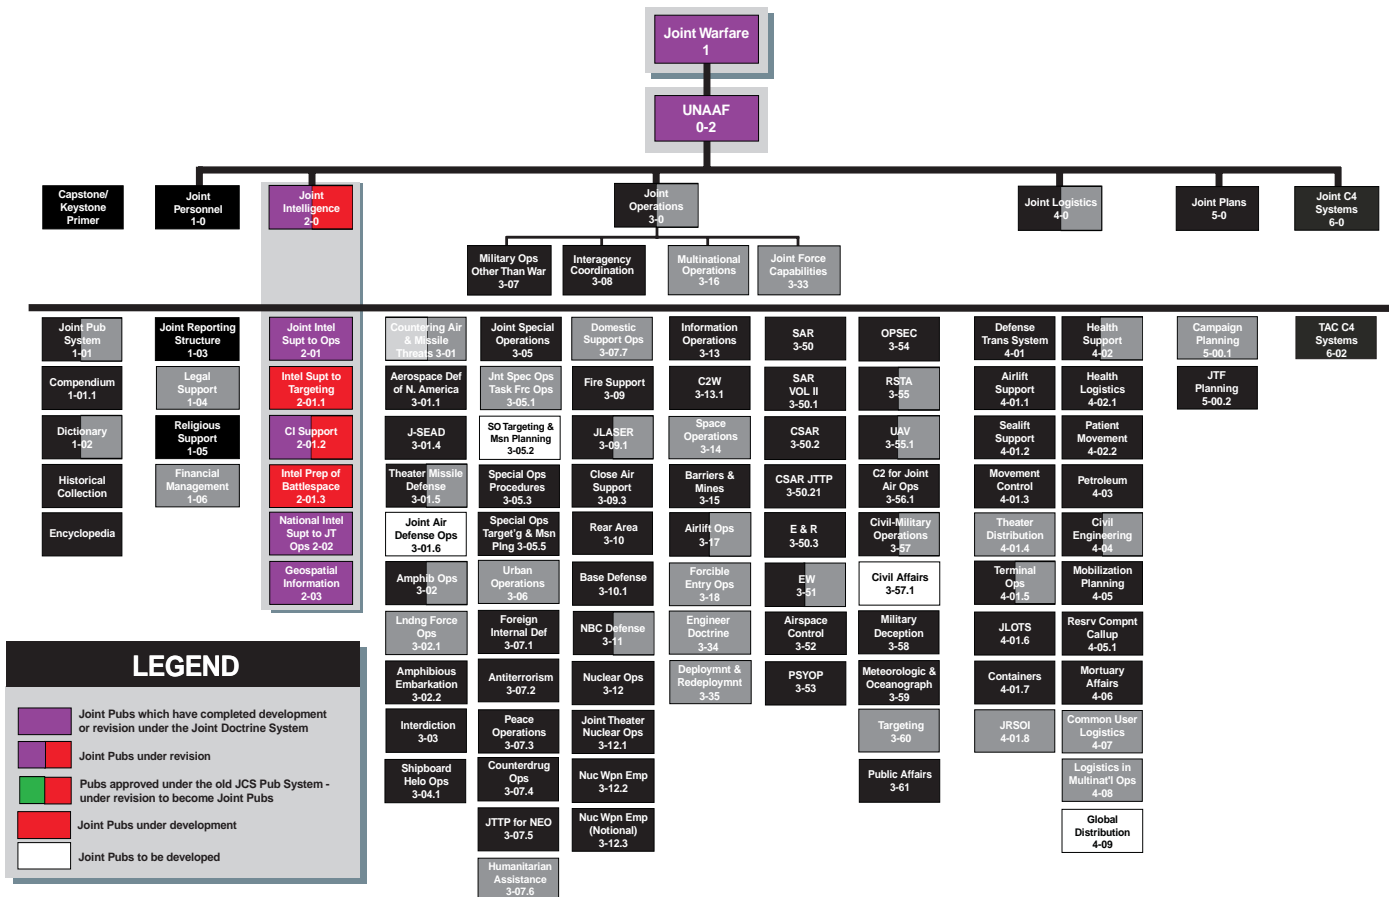 Joint Warfare
1
UNAAF
0-2
Capstone/
Keystone
Primer
Joint
Personnel
1-0
Joint
Intelligence
2-0
Joint
Operations
3-0
Joint Logistics
4-0
Joint Plans
5-0
Joint C4
Systems
6-0
Military Ops
Other Than War
3-07
Interagency
Coordination
3-08
Multinational
Operations
3-16
Joint Force
Capabilities
3-33
Joint Pub
System
1-01
Compendium
1-01.1
Dictionary
1-02
Historical
Collection
Encyclopedia
Joint Reporting
Structure
1-03
Legal
Support
1-04
Religious
Support
1-05
Financial
Management
1-06
Joint Intel
Supt to Ops
2-01
Intel Supt to
Targeting
2-01.1
CI Support
2-01.2
Intel Prep of
Battlespace
2-01.3
National Intel
Supt to JT
Ops 2-02
Geospatial
Information
2-03
Countering Air
& Missile
Threats 3-01
Aerospace Def
of N. America
3-01.1
J-SEAD
3-01.4
Theater Missile
Defense
3-01.5
Joint Air
Defense Ops
3-01.6
Amphib Ops
3-02
Lndng Force
Ops
3-02.1
Amphibious
Embarkation
3-02.2
Interdiction
3-03
Shipboard
Helo Ops
3-04.1
Joint Special
Operations
3-05
Jnt Spec Ops
Task Frc Ops
3-05.1
SO Targeting &
Msn Planning
3-05.2
Special Ops
Procedures
3-05.3
Special Ops
Target'g & Msn
Plng 3-05.5
Urban
Operations
3-06
Foreign
Internal Def
3-07.1
Antiterrorism
3-07.2
Peace
Operations
3-07.3
Counterdrug
Ops
3-07.4
JTTP for NEO
3-07.5
Humanitarian
Assistance
3-07.6
Domestic
Support Ops
3-07.7
Fire Support
3-09
JLASER
3-09.1
Close Air
Support
3-09.3
Rear Area
3-10
Base Defense
3-10.1
NBC Defense
3-11
Nuclear Ops
3-12
Joint Theater
Nuclear Ops
3-12.1
Nuc Wpn Emp
3-12.2
Nuc Wpn Emp
(Notional)
3-12.3
Information
Operations
3-13
C2W
3-13.1
Space
Operations
3-14
Barriers &
Mines
3-15
Airlift Ops
3-17
Forcible
Entry Ops
3-18
Engineer
Doctrine
3-34
Deploymnt &
Redeploymnt
3-35
SAR
3-50
SAR
VOL II
3-50.1
CSAR
3-50.2
CSAR JTTP
3-50.21
E & R
3-50.3
EW
3-51
Airspace
Control
3-52
PSYOP
3-53
OPSEC
3-54
RSTA
3-55
UAV
3-55.1
C2 for Joint
Air Ops
3-56.1
Civil-Military
Operations
3-57
Civil Affairs
3-57.1
Military
Deception
3-58
Meteorologic &
Oceanograph
3-59
Targeting
3-60
Public Affairs
3-61
Defense
Trans System
4-01
Airlift
Support
4-01.1
Sealift
Support
4-01.2
Movement
Control
4-01.3
Theater
Distribution
4-01.4
Terminal
Ops
4-01.5
JLOTS
4-01.6
Containers
4-01.7
JRSOI
4-01.8
Health
Support
4-02
Health
Logistics
4-02.1
Patient
Movement
4-02.2
Petroleum
4-03
Civil
Engineering
4-04
Mobilization
Planning
4-05
Resrv Compnt
Callup
4-05.1
Mortuary
Affairs
4-06
Common User
Logistics
4-07
Logistics in
Multinat'l Ops
4-08
Global
Distribution
4-09
Campaign
Planning
5-00.1
JTF
Planning
5-00.2
TAC C4
Systems
6-02
LEGEND
Joint Pubs which have completed development
or revision under the Joint Doctrine System
Joint Pubs under revision
Pubs approved under the old JCS Pub System -
under revision to become Joint Pubs
Joint Pubs under development
Joint Pubs to be developed